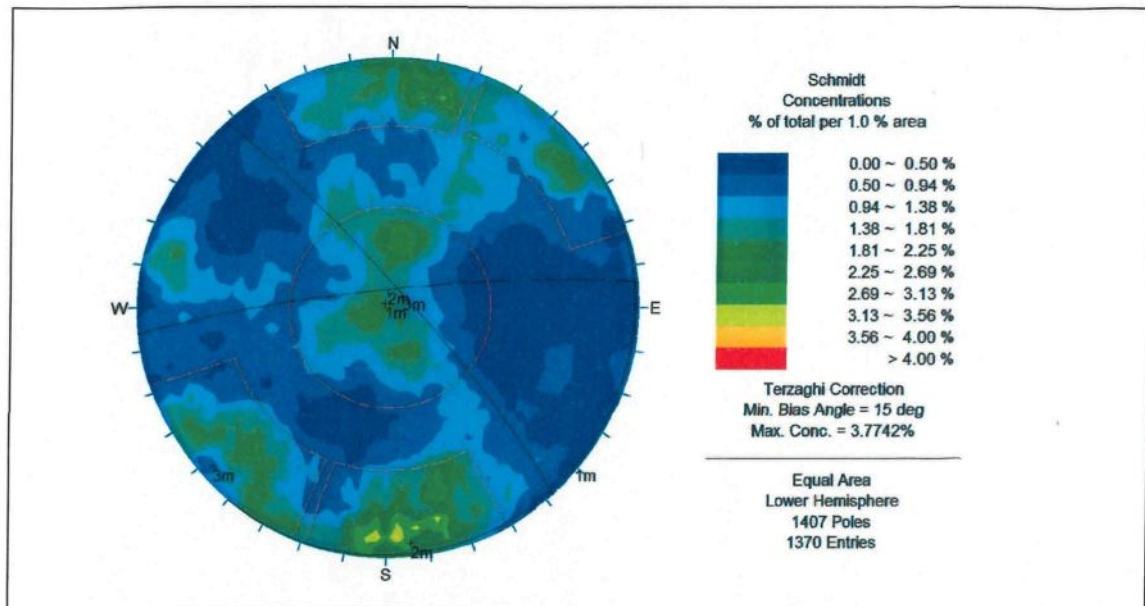 N
Schmidt
Concentrations
% of total per 1.0 % area
0.00 ~ 0.50 %
0.50 ~ 0.94 %
0.94 ~ 1.38 %
1.38 ~ 1.81 %
1.81 ~ 2.25 %
2.25 ~ 2.69 %
2.69 ~ 3.13 %
3.13 ~ 3.56 %
3.56 ~ 4.00 %
> 4.00 %
W
2m
1m
E
Terzaghi Correction
Min. Bias Angle = 15 deg
Max. Conc. = 3.7742%
3m
1m
Equal Area
Lower Hemisphere
1407 Poles
1370 Entries
2m
S